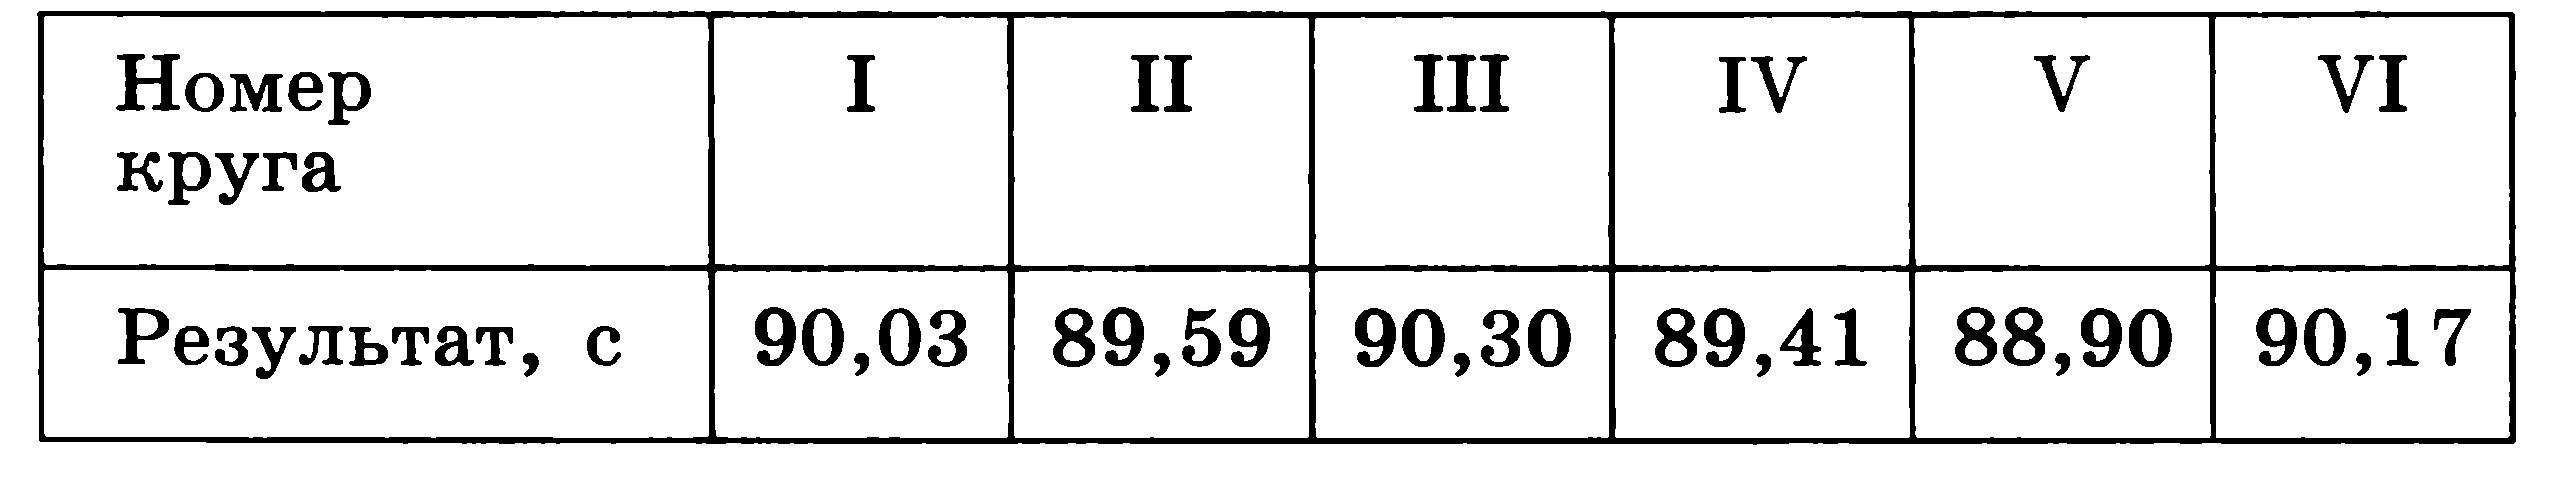 Номер круга I II III IV V VI
Результат, с 90,03 89,59 90,30 89,41 88,90 90,17